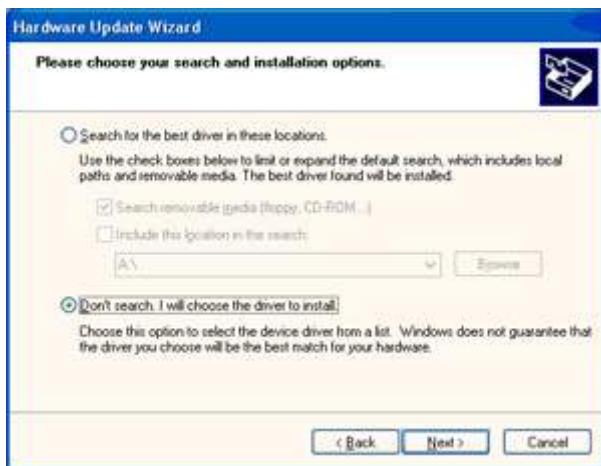 Hardware Update Wizard
Please choose your search and installation options.
Search for the best driver in these locations.
Use the check boxes below to limit or expand the default search, which includes local
paths and removable media. The best driver found will be installed.
Search removable media (floppy, CD-ROM...)
Include this location in the search:
A:\
Browse
Don't search. I will choose the driver to install.
Choose this option to select the device driver from a list. Windows does not guarantee that
the driver you choose will be the best match for your hardware.
< Back
Next >
Cancel